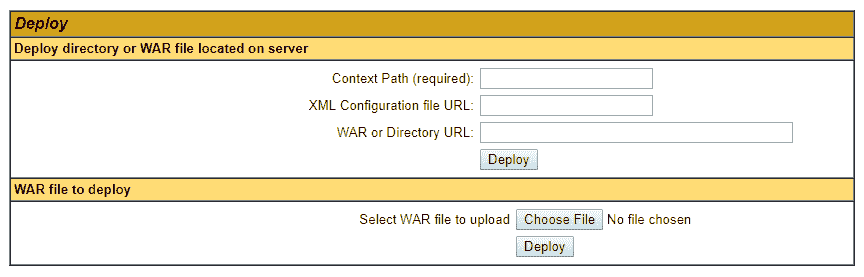 Deploy
Deploy directory or WAR file located on server
Context Path (required):
XML Configuration file URL:
WAR or Directory URL:
Deploy
WAR file to deploy
Select WAR file to upload Choose File No file chosen
Deploy